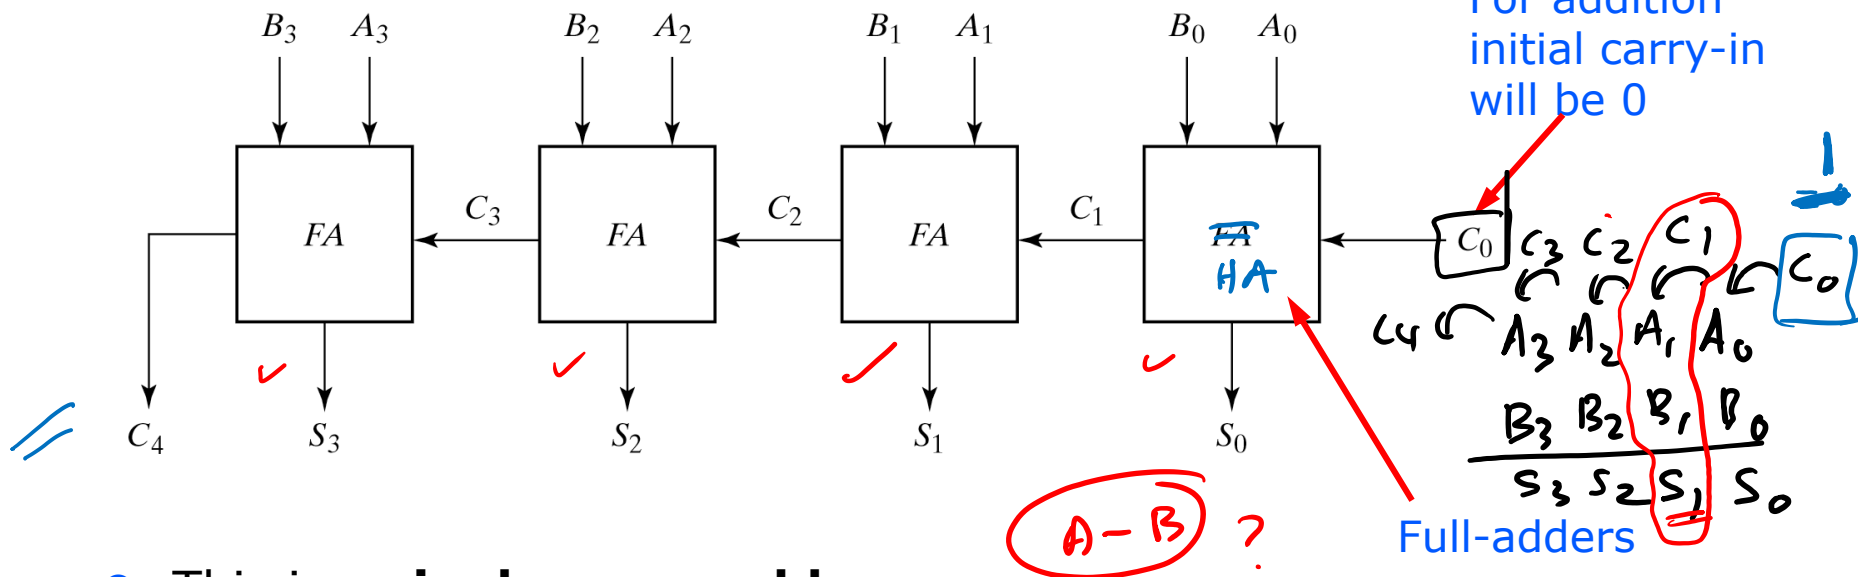 For addition
initial carry-in
will be 0
B3 A3 B2 A2 B1 A1 B0 A0
1
FA C3 FA C2 FA C1 FA C0
HA
C3 C2 C1 C0
C4 A3 A2 A1 A0
B3 B2 B1 B0
S3 S2 S1 S0
C4 S3 S2 S1 S0
A - B ?
Full-adders
This is